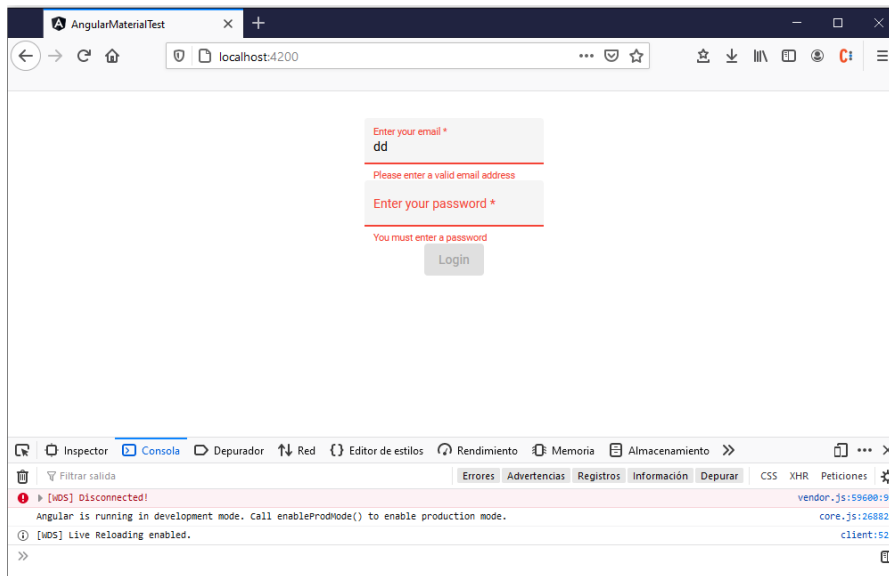 AngularMaterialTest
localhost:4200
Enter your email *
dd
Please enter a valid email address
Enter your password *
You must enter a password
Login
Inspector Consola Depurador Red Editor de estilos Rendimiento Memoria Almacenamiento
Filtrar salida Errores Advertencias Registros Información Depurar CSS XHR Peticiones
[WDS] Disconnected! vendor.js:59600:9
Angular is running in development mode. Call enableProdMode() to enable production mode. core.js:26882
[WDS] Live Reloading enabled. client:52